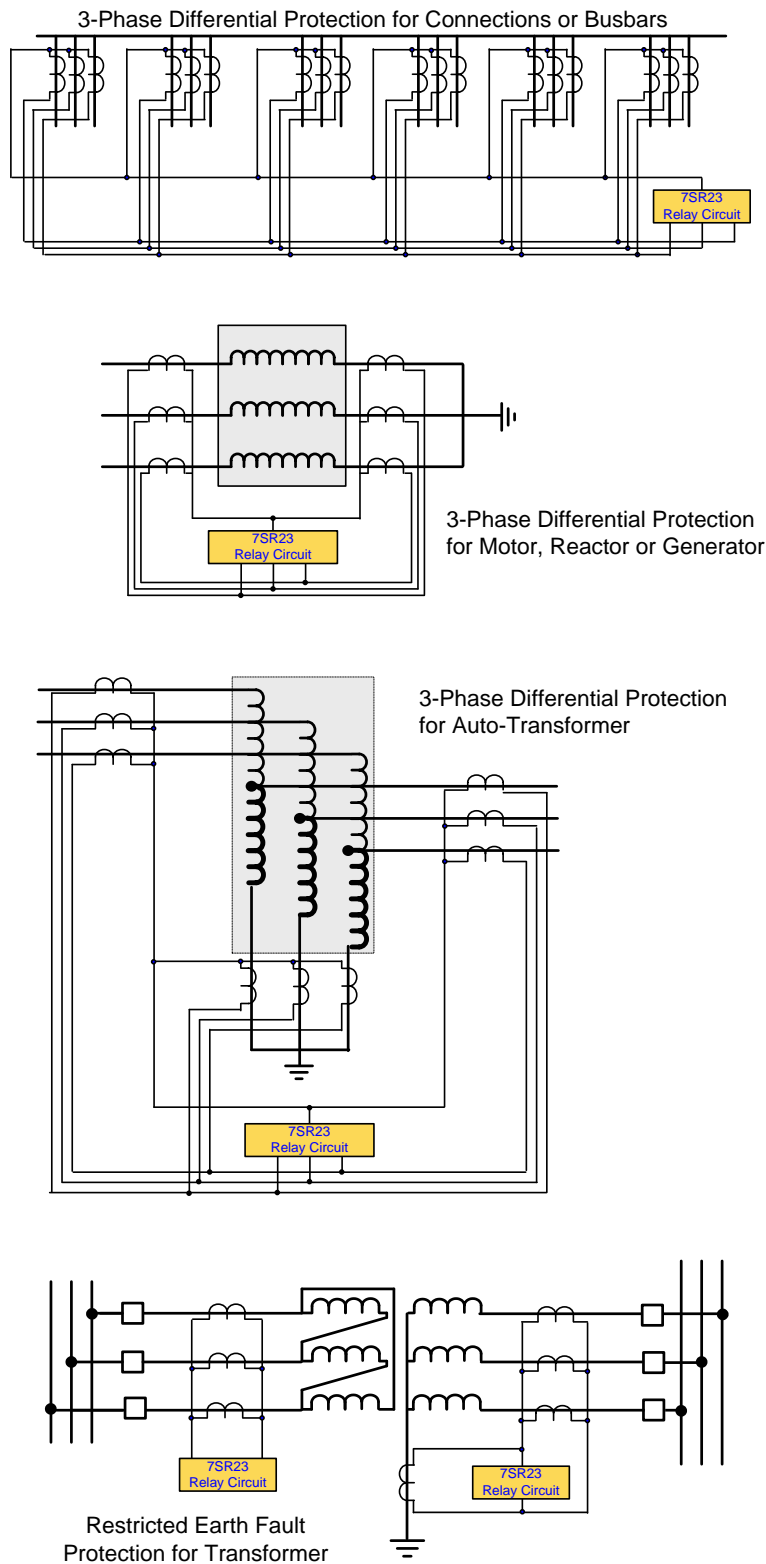 3-Phase Differential Protection for Connections or Busbars
7SR23
Relay Circuit
7SR23
Relay Circuit
3-Phase Differential Protection
for Motor, Reactor or Generator
3-Phase Differential Protection
for Auto-Transformer
7SR23
Relay Circuit
7SR23
Relay Circuit
7SR23
Relay Circuit
Restricted Earth Fault
Protection for Transformer